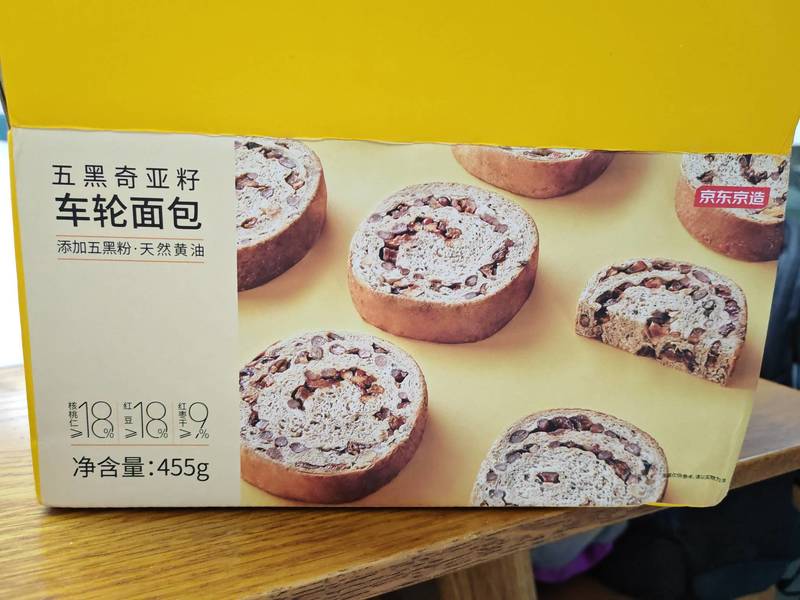 五黑奇亚籽
车轮面包
添加五黑粉·天然黄油
核桃仁≥18%
红豆≥18%
红枣干≥9%
净含量：455g
京东京造